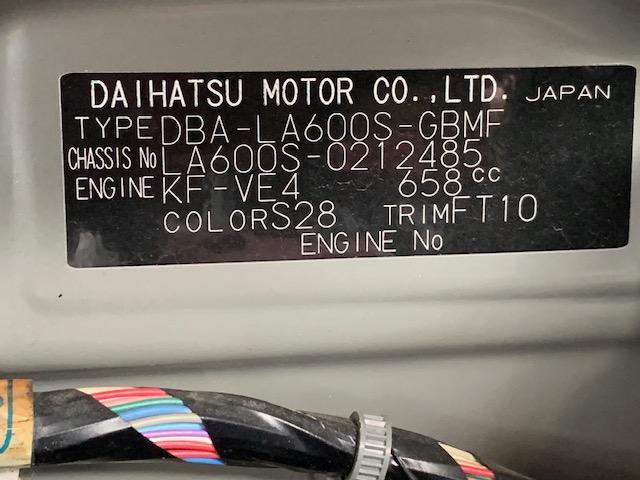 DAIHATSU MOTOR CO.,LTD. JAPAN
TYPE DBA-LA600S-GBMF
CHASSIS No LA600S-0212485
ENGINE KF-VE4 658cc
COLOR S28 TRIM FT10
ENGINE No